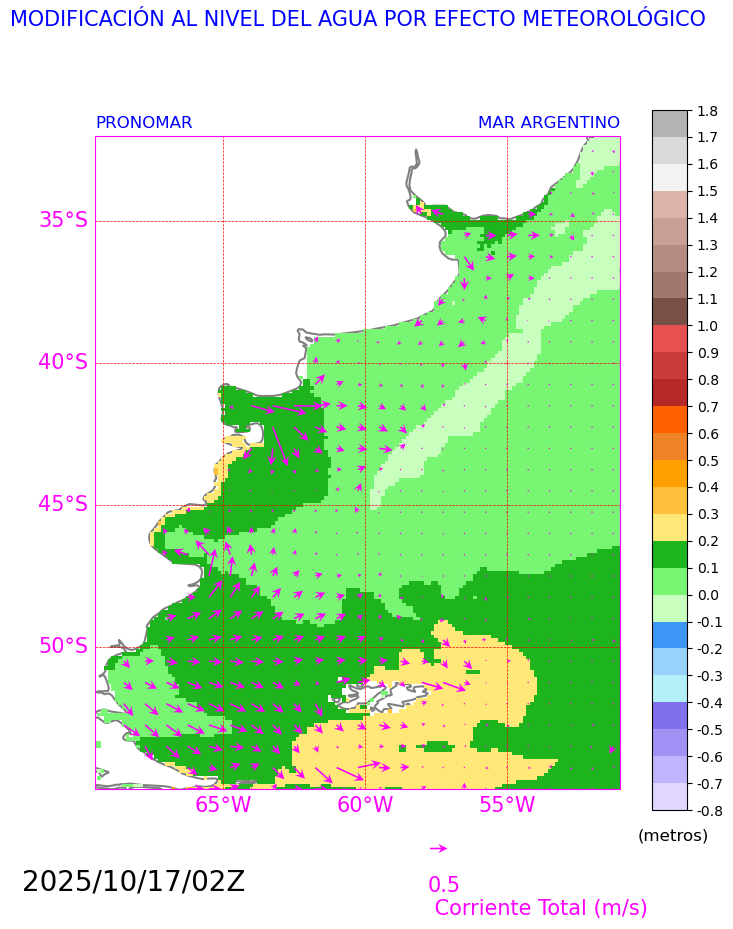 MODIFICACIÓN AL NIVEL DEL AGUA POR EFECTO METEOROLÓGICO
PRONOMAR MAR ARGENTINO
35°S
40°S
45°S
50°S
65°W 60°W 55°W
1.8
1.7
1.6
1.5
1.4
1.3
1.2
1.1
1.0
0.9
0.8
0.7
0.6
0.5
0.4
0.3
0.2
0.1
0.0
-0.1
-0.2
-0.3
-0.4
-0.5
-0.6
-0.7
-0.8
(metros)
2025/10/17/02Z
0.5
Corriente Total (m/s)